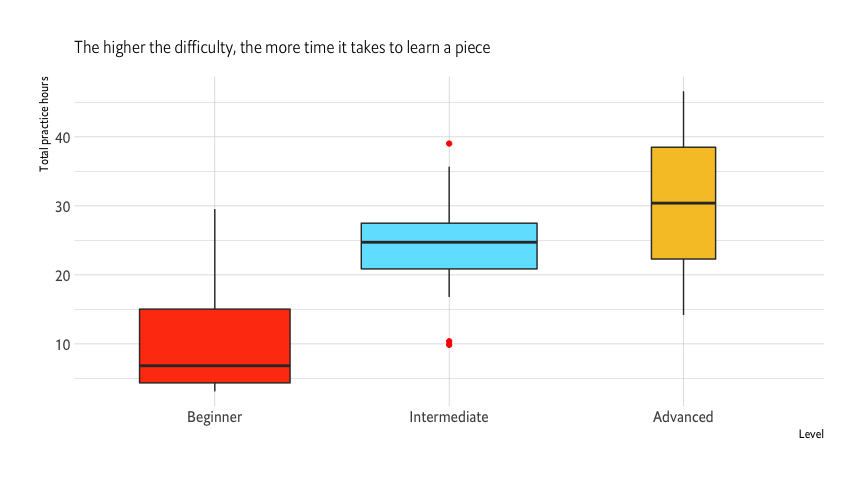 The higher the difficulty, the more time it takes to learn a piece
Total practice hours
40
30
20
10
Beginner Intermediate Advanced
Level